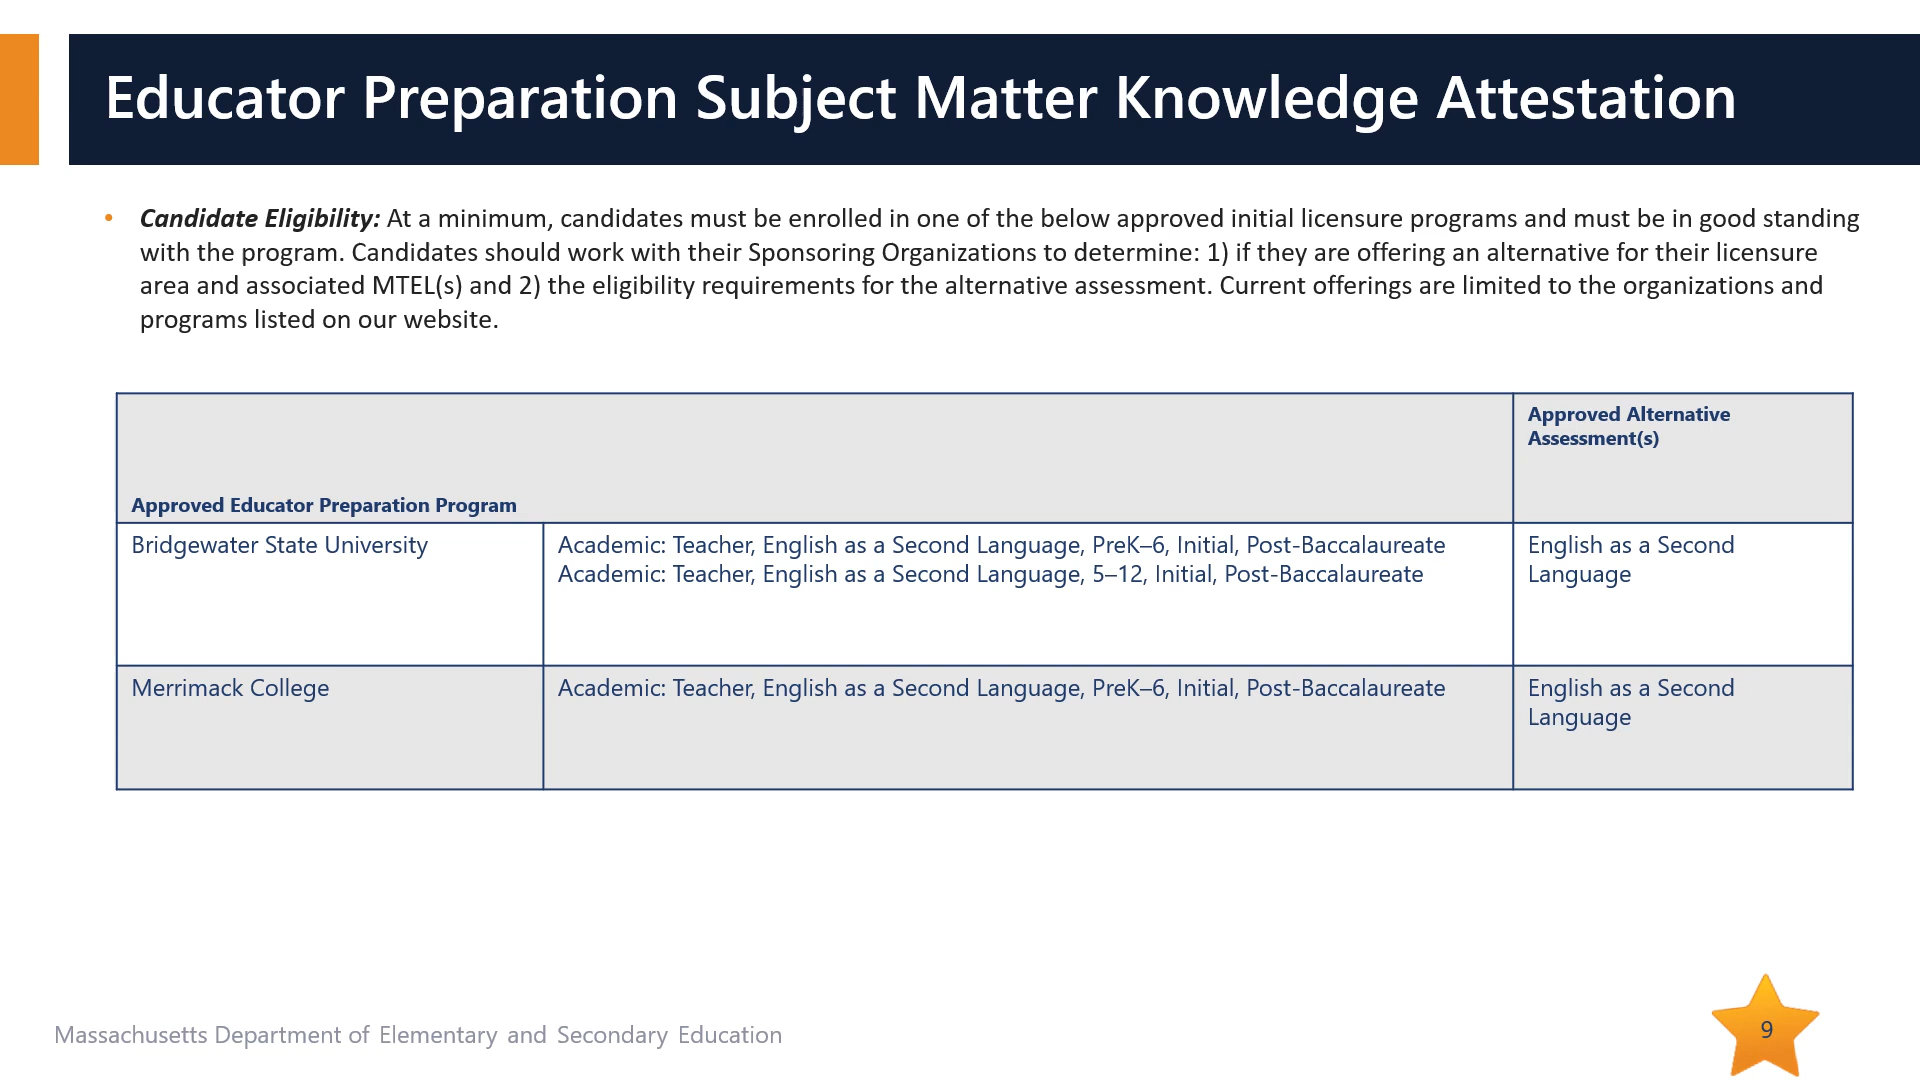 Educator Preparation Subject Matter Knowledge Attestation
• Candidate Eligibility: At a minimum, candidates must be enrolled in one of the below approved initial licensure programs and must be in good standing
with the program. Candidates should work with their Sponsoring Organizations to determine: 1) if they are offering an alternative for their licensure
area and associated MTEL(s) and 2) the eligibility requirements for the alternative assessment. Current offerings are limited to the organizations and
programs listed on our website.
Approved Educator Preparation Program
Approved Alternative
Assessment(s)
Bridgewater State University
Academic: Teacher, English as a Second Language, PreK–6, Initial, Post-Baccalaureate
Academic: Teacher, English as a Second Language, 5–12, Initial, Post-Baccalaureate
English as a Second
Language
Merrimack College
Academic: Teacher, English as a Second Language, PreK–6, Initial, Post-Baccalaureate
English as a Second
Language
Massachusetts Department of Elementary and Secondary Education
9